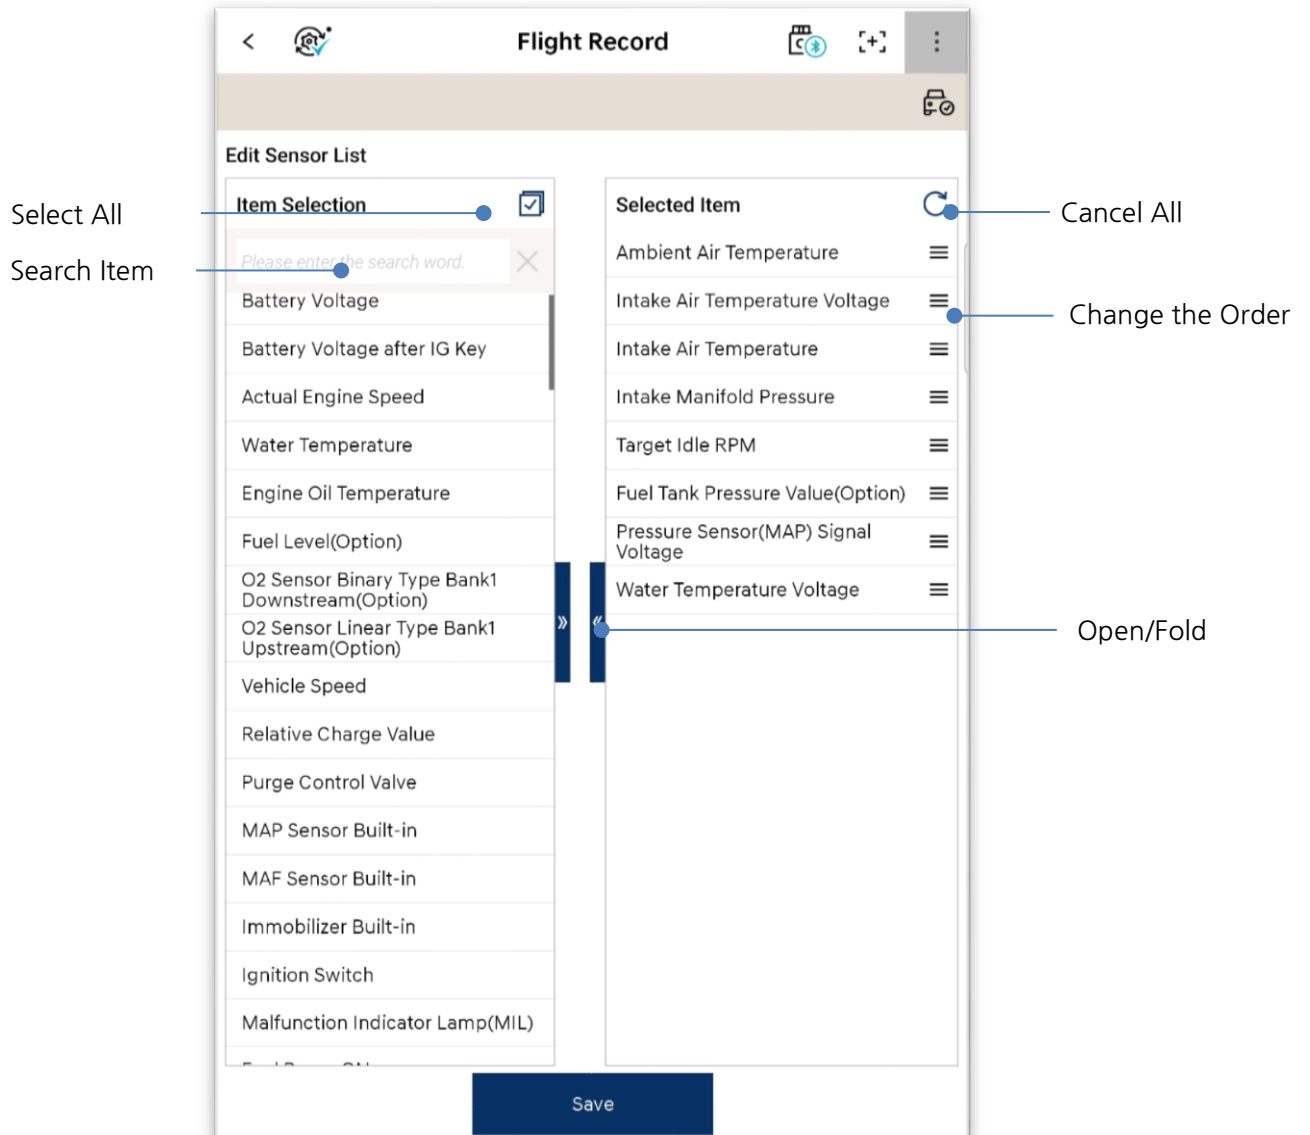 Flight Record
Edit Sensor List
Item Selection
Selected Item
Select All
Cancel All
Search Item
Please enter the search word.
Change the Order
Open/Fold
Battery Voltage
Battery Voltage after IG Key
Actual Engine Speed
Water Temperature
Engine Oil Temperature
Fuel Level(Option)
O2 Sensor Binary Type Bank1
Downstream(Option)
O2 Sensor Linear Type Bank1
Upstream(Option)
Vehicle Speed
Relative Charge Value
Purge Control Valve
MAP Sensor Built-in
MAF Sensor Built-in
Immobilizer Built-in
Ignition Switch
Malfunction Indicator Lamp(MIL)
Ambient Air Temperature
Intake Air Temperature Voltage
Intake Air Temperature
Intake Manifold Pressure
Target Idle RPM
Fuel Tank Pressure Value(Option)
Pressure Sensor(MAP) Signal
Voltage
Water Temperature Voltage
Save